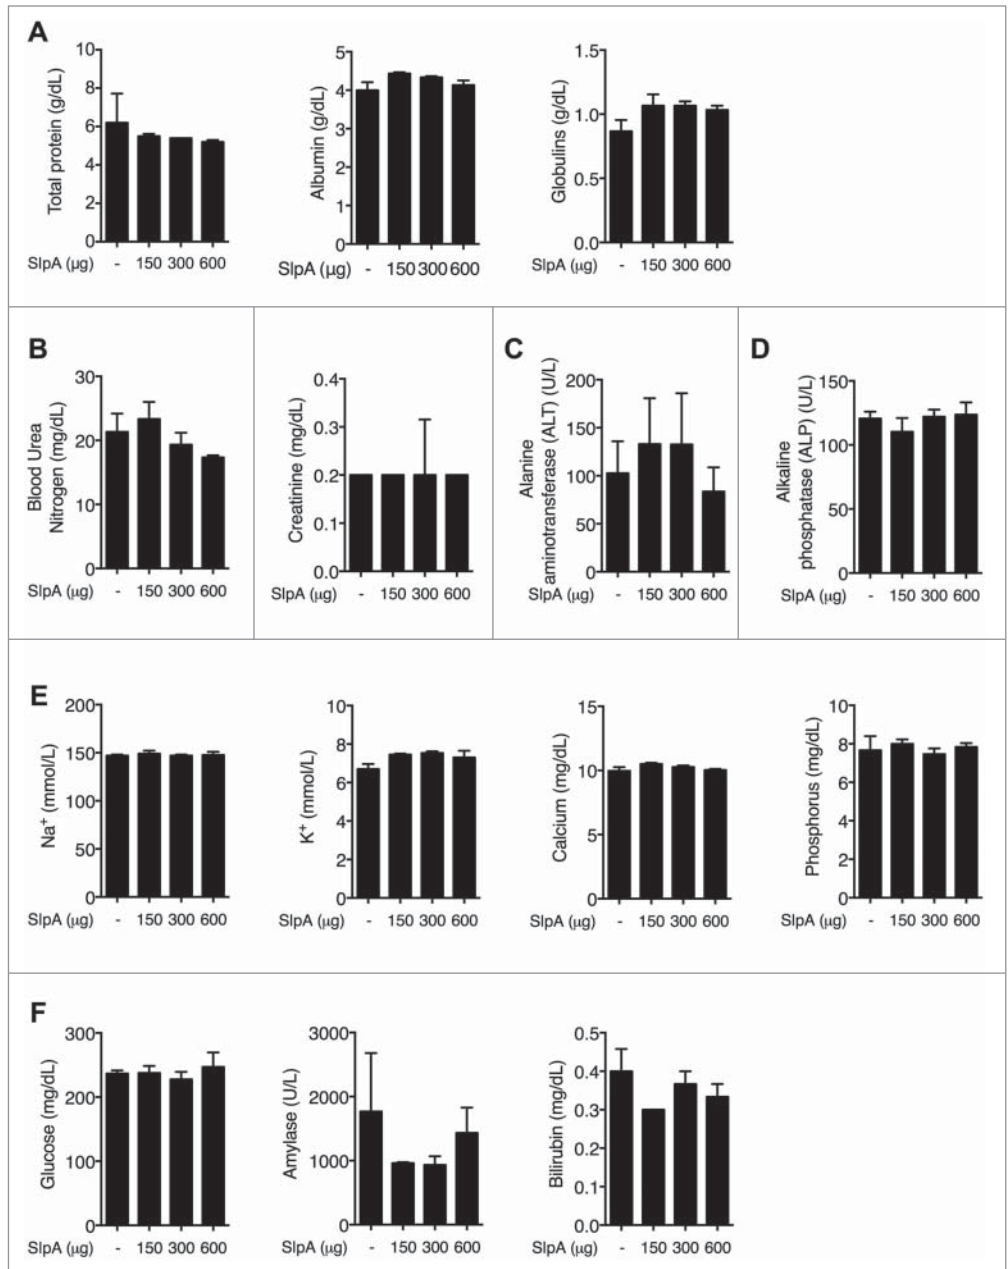 A
Total protein (g/dL)
10
8
6
4
2
0
SlpA (μg) - 150 300 600
Albumin (g/dL)
5
4
3
2
1
0
SlpA (μg) - 150 300 600
Globulins (g/dL)
1.5
1.0
0.5
0.0
SlpA (μg) - 150 300 600
B
Blood Urea
Nitrogen (mg/dL)
30
20
10
0
SlpA (μg) - 150 300 600
Creatinine (mg/dL)
0.4
0.3
0.2
0.1
0.0
SlpA (μg) - 150 300 600
C
Alanine
aminotransferase (ALT) (U/L)
200
150
100
50
0
SlpA (μg) - 150 300 600
D
Alkaline
phosphatase (ALP) (U/L)
150
100
50
0
SlpA (μg) - 150 300 600
E
Na⁺ (mmol/L)
200
150
100
50
0
SlpA (μg) - 150 300 600
K⁺ (mmol/L)
10
8
6
4
2
0
SlpA (μg) - 150 300 600
Calcium (mg/dL)
15
10
5
0
SlpA (μg) - 150 300 600
Phosphorus (mg/dL)
10
8
6
4
2
0
SlpA (μg) - 150 300 600
F
Glucose (mg/dL)
300
200
100
0
SlpA (μg) - 150 300 600
Amylase (U/L)
3000
2000
1000
0
SlpA (μg) - 150 300 600
Bilirubin (mg/dL)
0.5
0.4
0.3
0.2
0.1
0.0
SlpA (μg) - 150 300 600